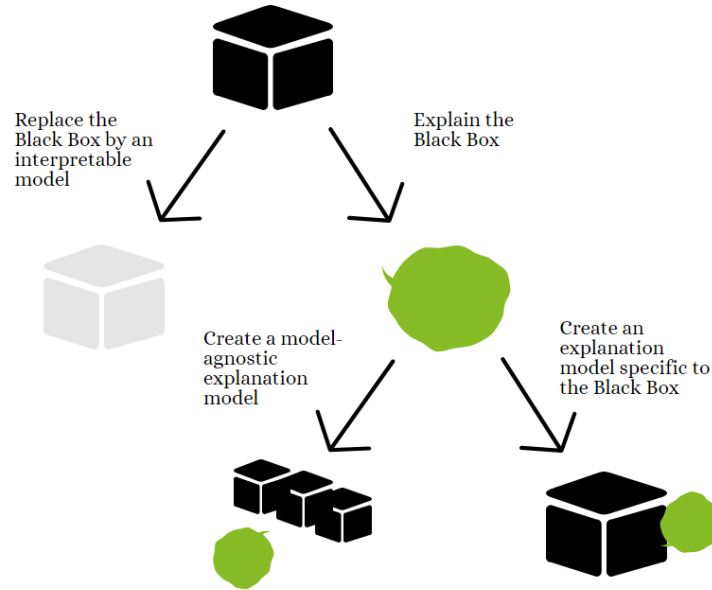 Replace the
Black Box by an
interpretable
model
Explain the
Black Box
Create a model-
agnostic
explanation
model
Create an
explanation
model specific to
the Black Box